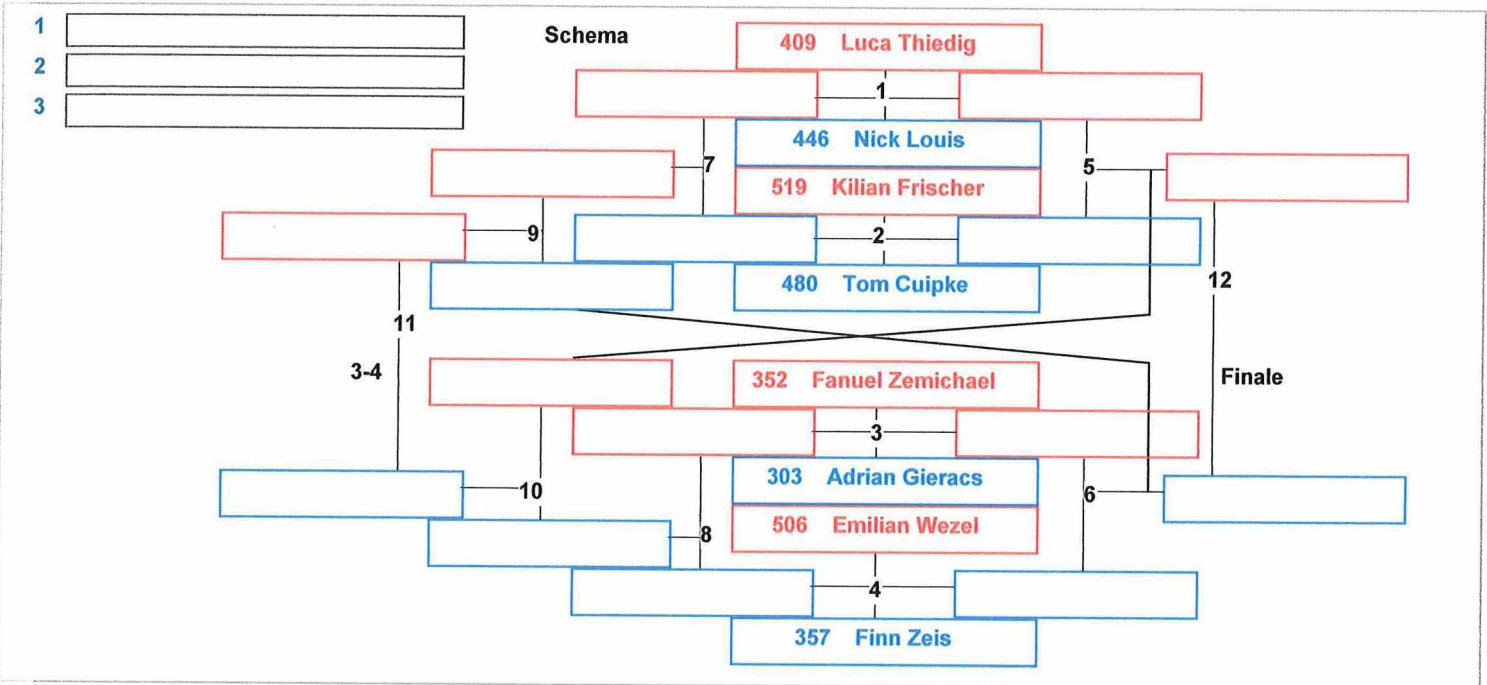 1
2
3
Schema
409 Luca Thiedig
1
446 Nick Louis
7
5
519 Kilian Frischer
9
2
12
480 Tom Cuipke
11
3-4
352 Fanuel Zemichael
Finale
3
303 Adrian Gieracs
10
6
506 Emilian Wezel
8
4
357 Finn Zeis